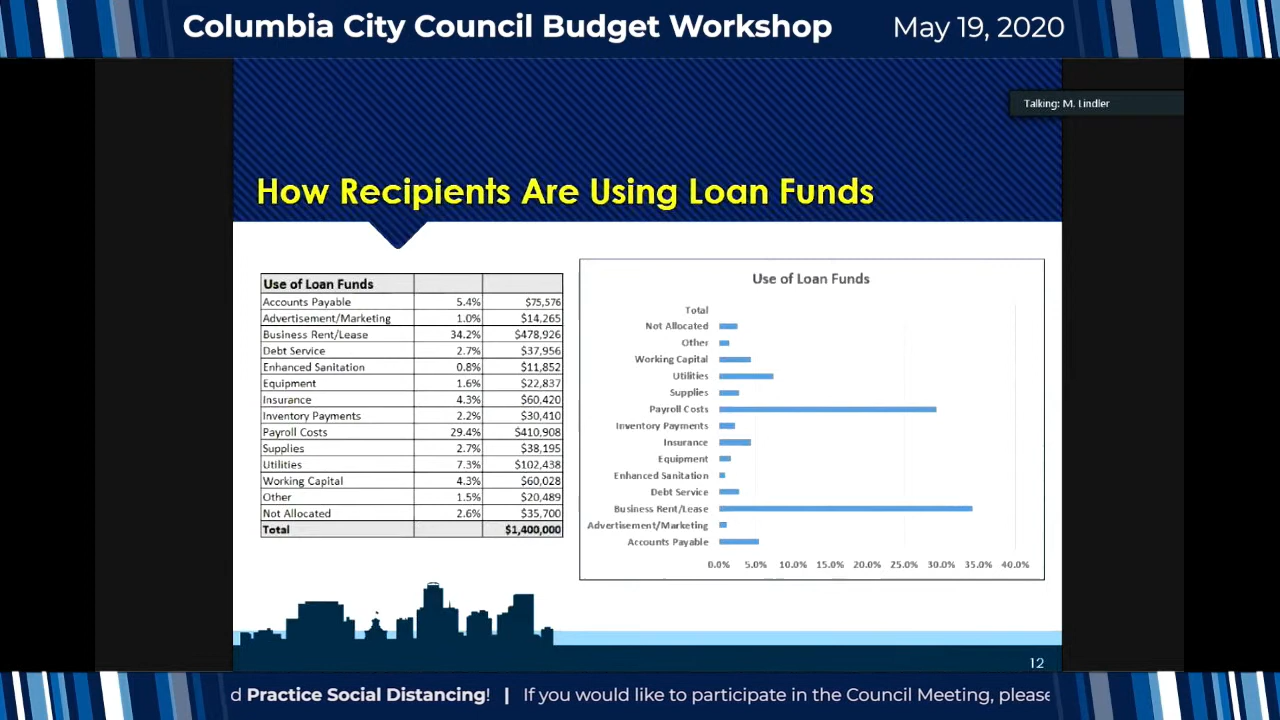 Columbia City Council Budget Workshop May 19, 2020
Talking: M. Lindler
How Recipients Are Using Loan Funds
Use of Loan Funds
Accounts Payable 5.4% $75,576
Advertisement/Marketing 1.0% $14,265
Business Rent/Lease 34.2% $478,926
Debt Service 2.7% $37,956
Enhanced Sanitation 0.8% $11,852
Equipment 1.6% $22,837
Insurance 4.3% $60,420
Inventory Payments 2.2% $30,410
Payroll Costs 29.4% $410,908
Supplies 2.7% $38,195
Utilities 7.3% $102,438
Working Capital 4.3% $60,028
Other 1.5% $20,489
Not Allocated 2.6% $35,700
Total $1,400,000
Use of Loan Funds
Total
Not Allocated
Other
Working Capital
Utilities
Supplies
Payroll Costs
Inventory Payments
Insurance
Equipment
Enhanced Sanitation
Debt Service
Business Rent/Lease
Advertisement/Marketing
Accounts Payable
0.0% 5.0% 10.0% 15.0% 20.0% 25.0% 30.0% 35.0% 40.0%
12
d Practice Social Distancing! | If you would like to participate in the Council Meeting, please